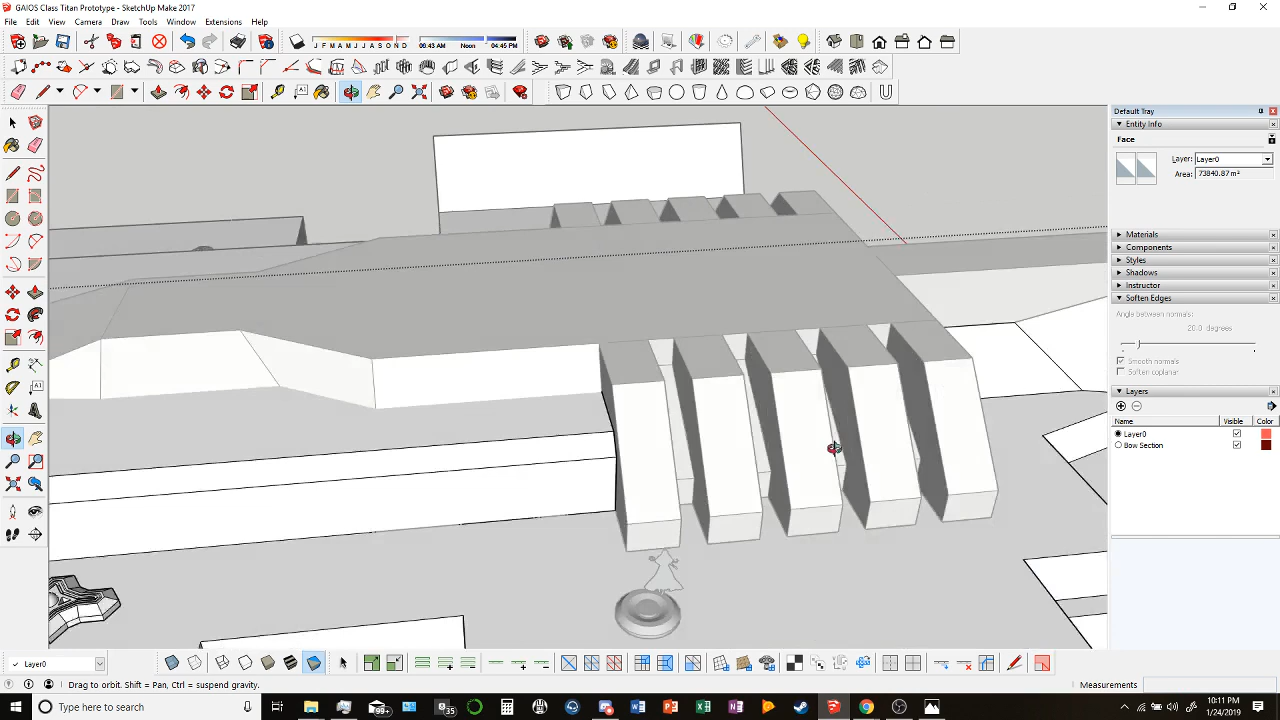 GAIOS Class Titan Prototype - SketchUp Make 2017
File Edit View Camera Draw Tools Window Extensions Help
J F M A M J J A S O N D 06:43 AM Noon 04:45 PM
Default Tray
Entity Info
Face
Layer: Layer0
Area: 73840.87 m²
Materials
Components
Styles
Shadows
Instructor
Soften Edges
Angle between normals:
20.0 degrees
Smooth normals
Soften coplanar
Layers
Name Visible Color
Layer0
Bow Section
Layer0
Drag to orbit. Shift = Pan, Ctrl = suspend gravity.
Measurements
Type here to search
99+
35
10:11 PM
1/24/2019